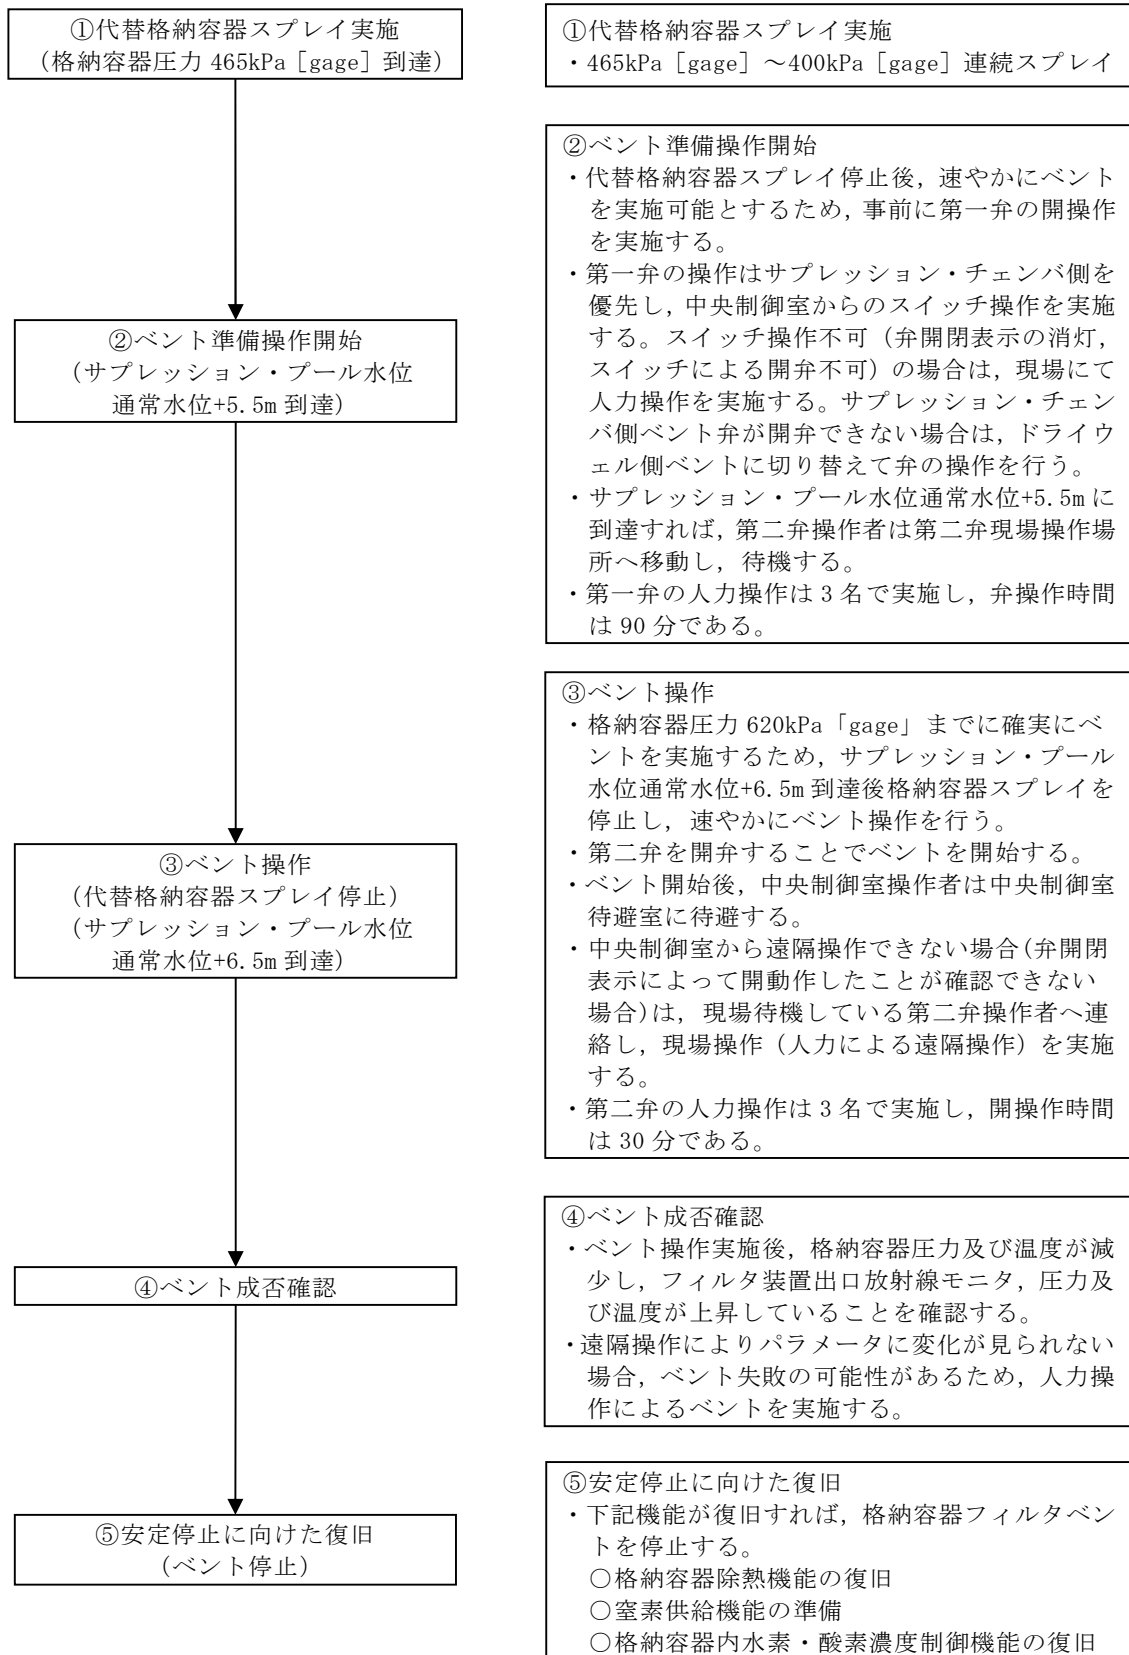 ①代替格納容器スプレイ実施
(格納容器圧力 465kPa［gage］到達)
②ベント準備操作開始
(サプレッション・プール水位
通常水位+5.5m 到達)
③ベント操作
(代替格納容器スプレイ停止)
(サプレッション・プール水位
通常水位+6.5m 到達)
④ベント成否確認
⑤安定停止に向けた復旧
(ベント停止)
①代替格納容器スプレイ実施
・465kPa［gage］～400kPa［gage］連続スプレイ
②ベント準備操作開始
・代替格納容器スプレイ停止後，速やかにベント
を実施可能とするため，事前に第一弁の開操作
を実施する。
・第一弁の操作はサプレッション・チェンバ側を
優先し，中央制御室からのスイッチ操作を実施
する。スイッチ操作不可（弁開閉表示の消灯，
スイッチによる開弁不可）の場合は，現場にて
人力操作を実施する。サプレッション・チェン
バ側ベント弁が開弁できない場合は，ドライウ
ェル側ベントに切り替えて弁の操作を行う。
・サプレッション・プール水位通常水位+5.5m に
到達すれば，第二弁操作者は第二弁現場操作場
所へ移動し，待機する。
・第一弁の人力操作は 3 名で実施し，弁操作時間
は 90 分である。
③ベント操作
・格納容器圧力 620kPa「gage」までに確実にベ
ントを実施するため，サプレッション・プール
水位通常水位+6.5m 到達後格納容器スプレイを
停止し，速やかにベント操作を行う。
・第二弁を開弁することでベントを開始する。
・ベント開始後，中央制御室操作者は中央制御室
待避室に待避する。
・中央制御室から遠隔操作できない場合(弁開閉
表示によって開動作したことが確認できない
場合)は，現場待機している第二弁操作者へ連
絡し，現場操作（人力による遠隔操作）を実施
する。
・第二弁の人力操作は 3 名で実施し，開操作時間
は 30 分である。
④ベント成否確認
・ベント操作実施後，格納容器圧力及び温度が減
少し，フィルタ装置出口放射線モニタ，圧力及
び温度が上昇していることを確認する。
・遠隔操作によりパラメータに変化が見られない
場合，ベント失敗の可能性があるため，人力操
作によるベントを実施する。
⑤安定停止に向けた復旧
・下記機能が復旧すれば，格納容器フィルタベン
トを停止する。
○格納容器除熱機能の復旧
○窒素供給機能の準備
○格納容器内水素・酸素濃度制御機能の復旧